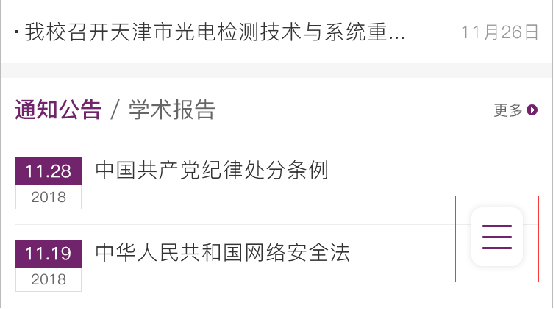 · 我校召开天津市光电检测技术与系统重... 11月26日
通知公告 / 学术报告 更多
11.28 中国共产党纪律处分条例
2018
11.19 中华人民共和国网络安全法
2018